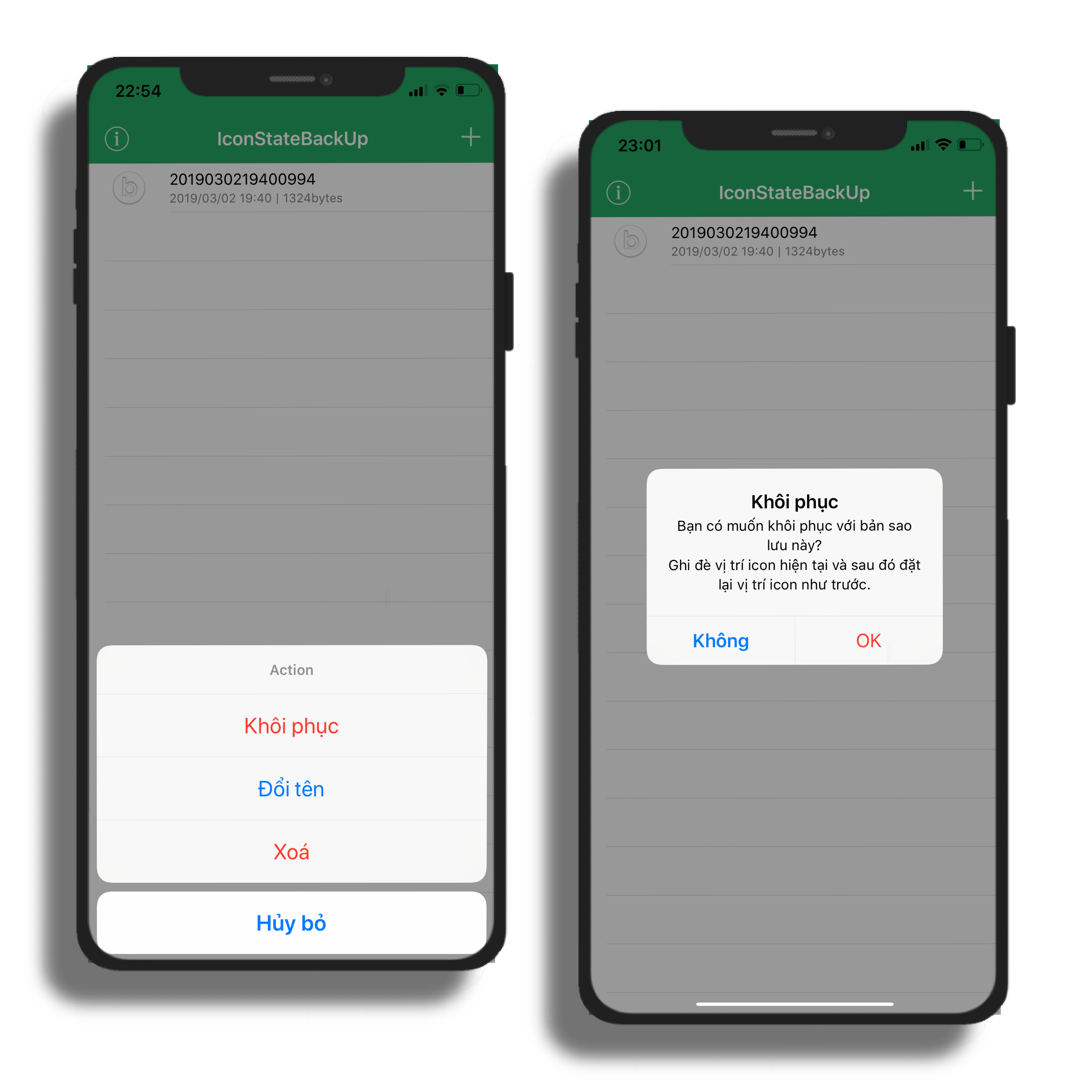 22:54
IconStateBackUp
2019030219400994
2019/03/02 19:40 | 1324bytes
Action
Khôi phục
Đổi tên
Xoá
Hủy bỏ
23:01
IconStateBackUp
2019030219400994
2019/03/02 19:40 | 1324bytes
Khôi phục
Bạn có muốn khôi phục với bản sao
lưu này?
Ghi đè vị trí icon hiện tại và sau đó đặt
lại vị trí icon như trước.
Không
OK